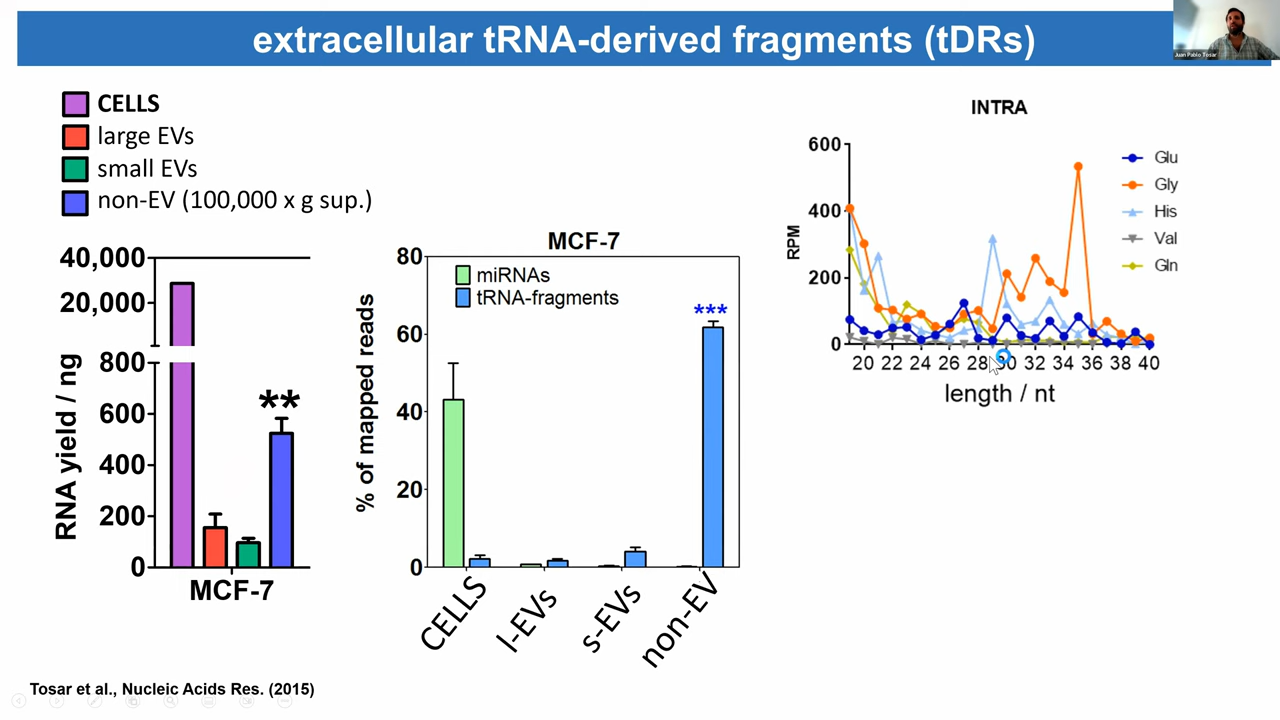 extracellular tRNA-derived fragments (tDRs)
Juan Pablo Tosar
CELLS
large EVs
small EVs
non-EV (100,000 x g sup.)
40,000
20,000
800
600
400
200
0
RNA yield / ng
**
MCF-7
MCF-7
80
60
40
20
0
% of mapped reads
miRNAs
tRNA-fragments
***
CELLS
l-EVs
s-EVs
non-EV
INTRA
600
400
200
0
RPM
Glu
Gly
His
Val
Gln
20 22 24 26 28 30 32 34 36 38 40
length / nt
Tosar et al., Nucleic Acids Res. (2015)